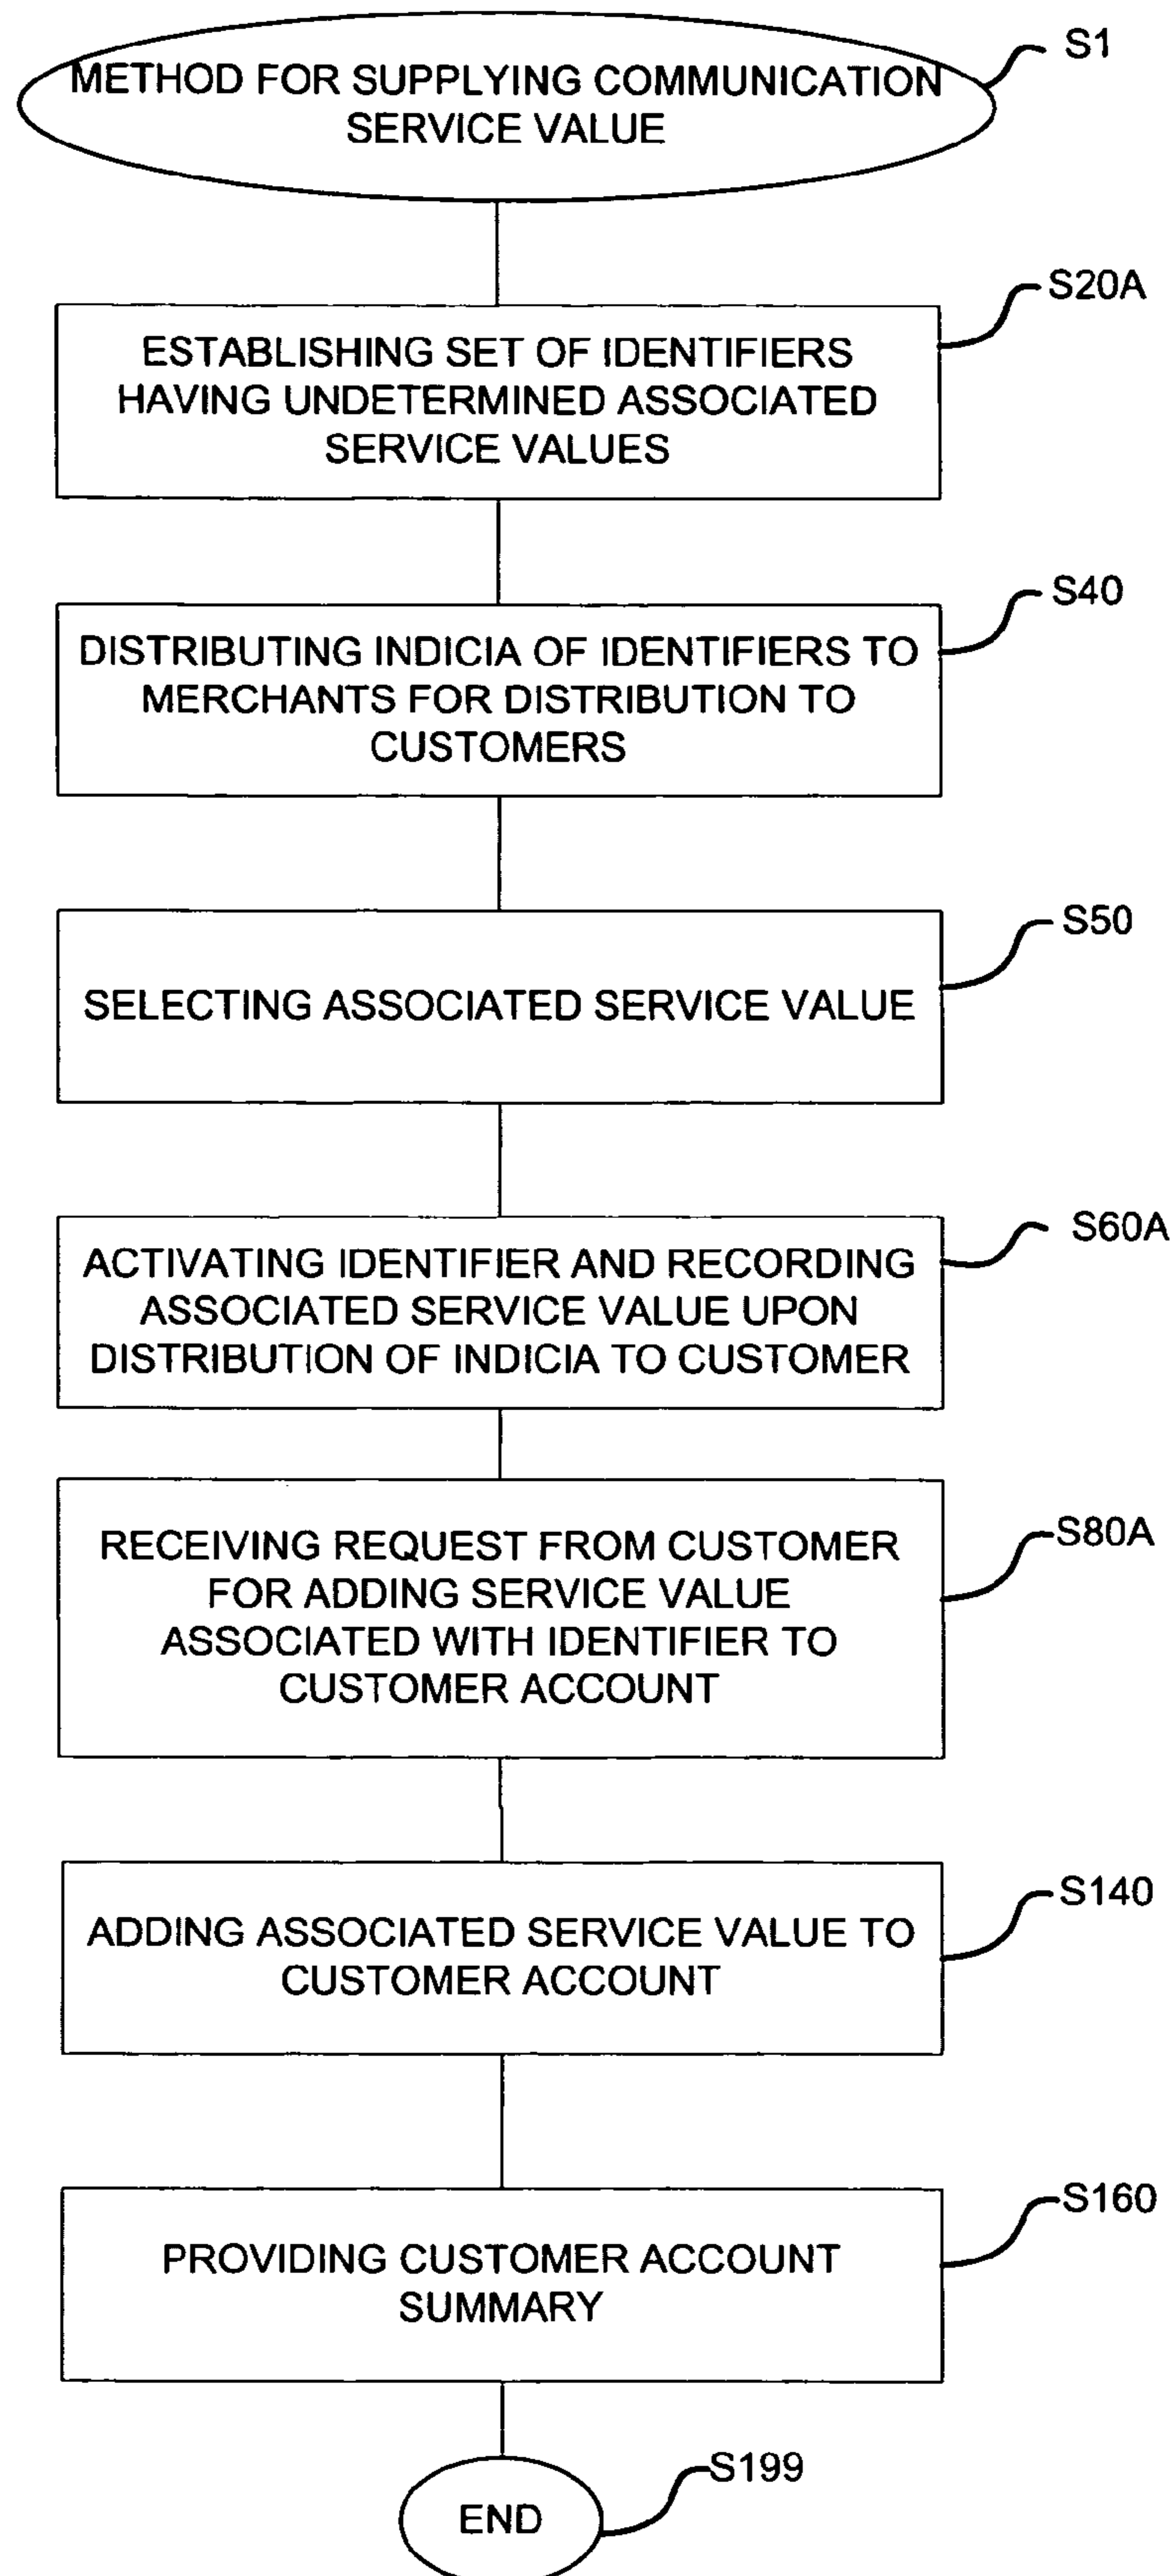 METHOD FOR SUPPLYING COMMUNICATION
SERVICE VALUE
S1
ESTABLISHING SET OF IDENTIFIERS
HAVING UNDETERMINED ASSOCIATED
SERVICE VALUES
S20A
DISTRIBUTING INDICIA OF IDENTIFIERS TO
MERCHANTS FOR DISTRIBUTION TO
CUSTOMERS
S40
SELECTING ASSOCIATED SERVICE VALUE
S50
ACTIVATING IDENTIFIER AND RECORDING
ASSOCIATED SERVICE VALUE UPON
DISTRIBUTION OF INDICIA TO CUSTOMER
S60A
RECEIVING REQUEST FROM CUSTOMER
FOR ADDING SERVICE VALUE
ASSOCIATED WITH IDENTIFIER TO
CUSTOMER ACCOUNT
S80A
ADDING ASSOCIATED SERVICE VALUE TO
CUSTOMER ACCOUNT
S140
PROVIDING CUSTOMER ACCOUNT
SUMMARY
S160
END
S199